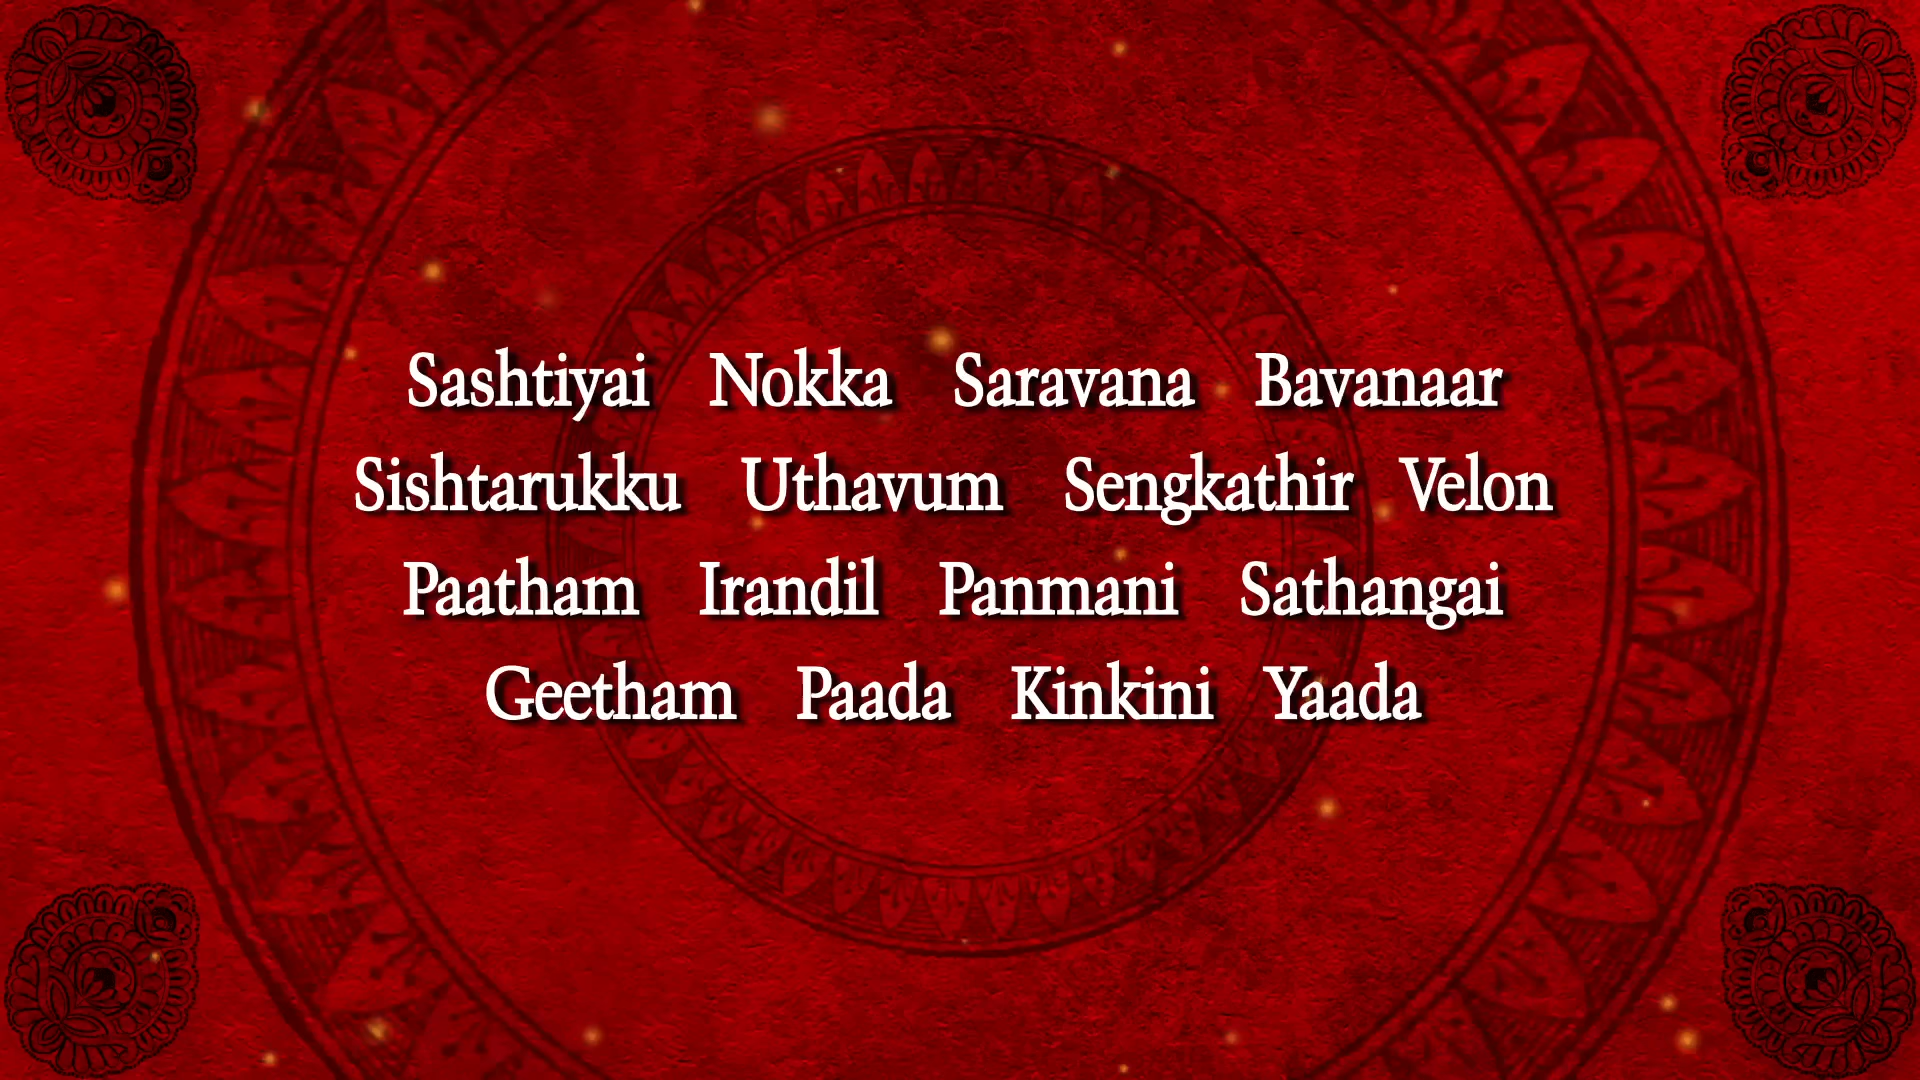 Sashtiyai Nokka Saravana Bavanaar
Sishtarukku Uthavum Sengkathir Velon
Paatham Irandil Panmani Sathangai
Geetham Paada Kinkini Yaada